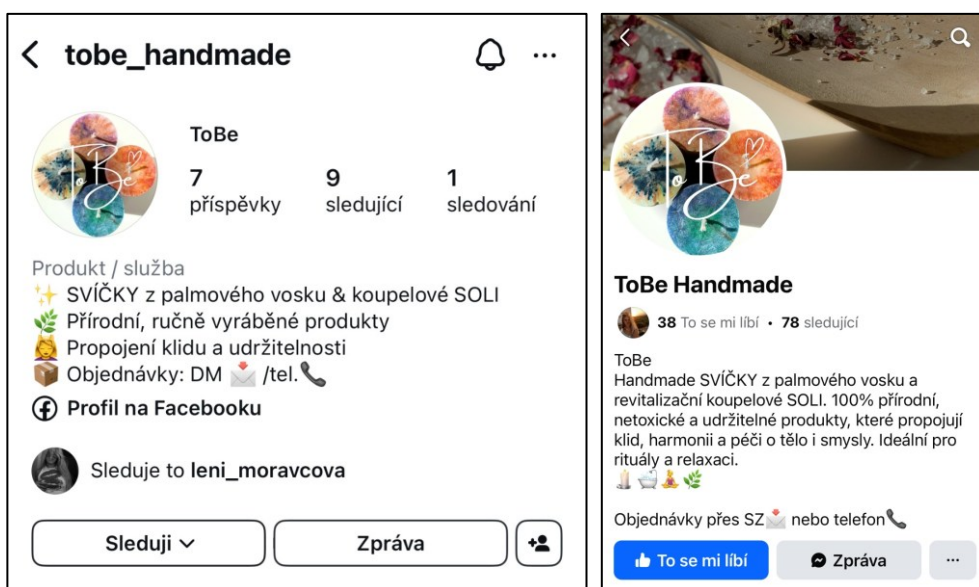 tobe_handmade
ToBe
ToBe
7 příspěvky
9 sledující
1 sledování
Produkt / služba
✨ SVÍČKY z palmového vosku & koupelové SOLI
🌿 Přírodní, ručně vyráběné produkty
💆‍♀️ Propojení klidu a udržitelnosti
📦 Objednávky: DM 📩 /tel.📞
Profil na Facebooku
Sleduje to leni_moravcova
Sleduji
Zpráva
ToBe
ToBe Handmade
38 To se mi líbí • 78 sledující
ToBe
Handmade SVÍČKY z palmového vosku a
revitalizační koupelové SOLI. 100% přírodní,
netoxické a udržitelné produkty, které propojují
klid, harmonii a péči o tělo i smysly. Ideální pro
rituály a relaxaci.
🕯️🛁🧘‍♀️🌿
Objednávky přes SZ📩 nebo telefon📞
To se mi líbí
Zpráva